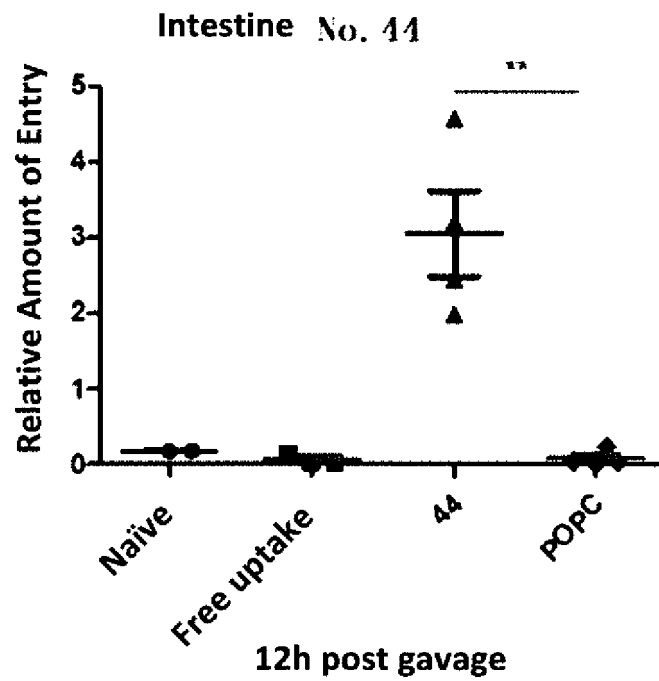 Intestine No. 44
**
Relative Amount of Entry
5
4
3
2
1
0
Naïve
Free uptake
44
POPC
12h post gavage